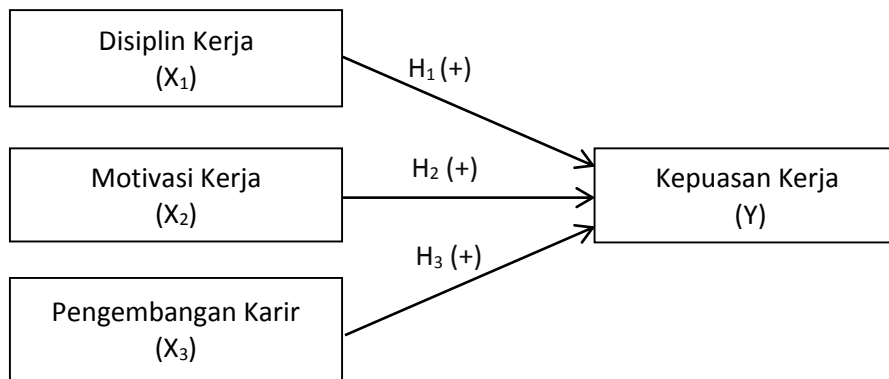 Disiplin Kerja
(X₁)
H₁ (+)
Motivasi Kerja
(X₂)
H₂ (+)
Kepuasan Kerja
(Y)
H₃ (+)
Pengembangan Karir
(X₃)